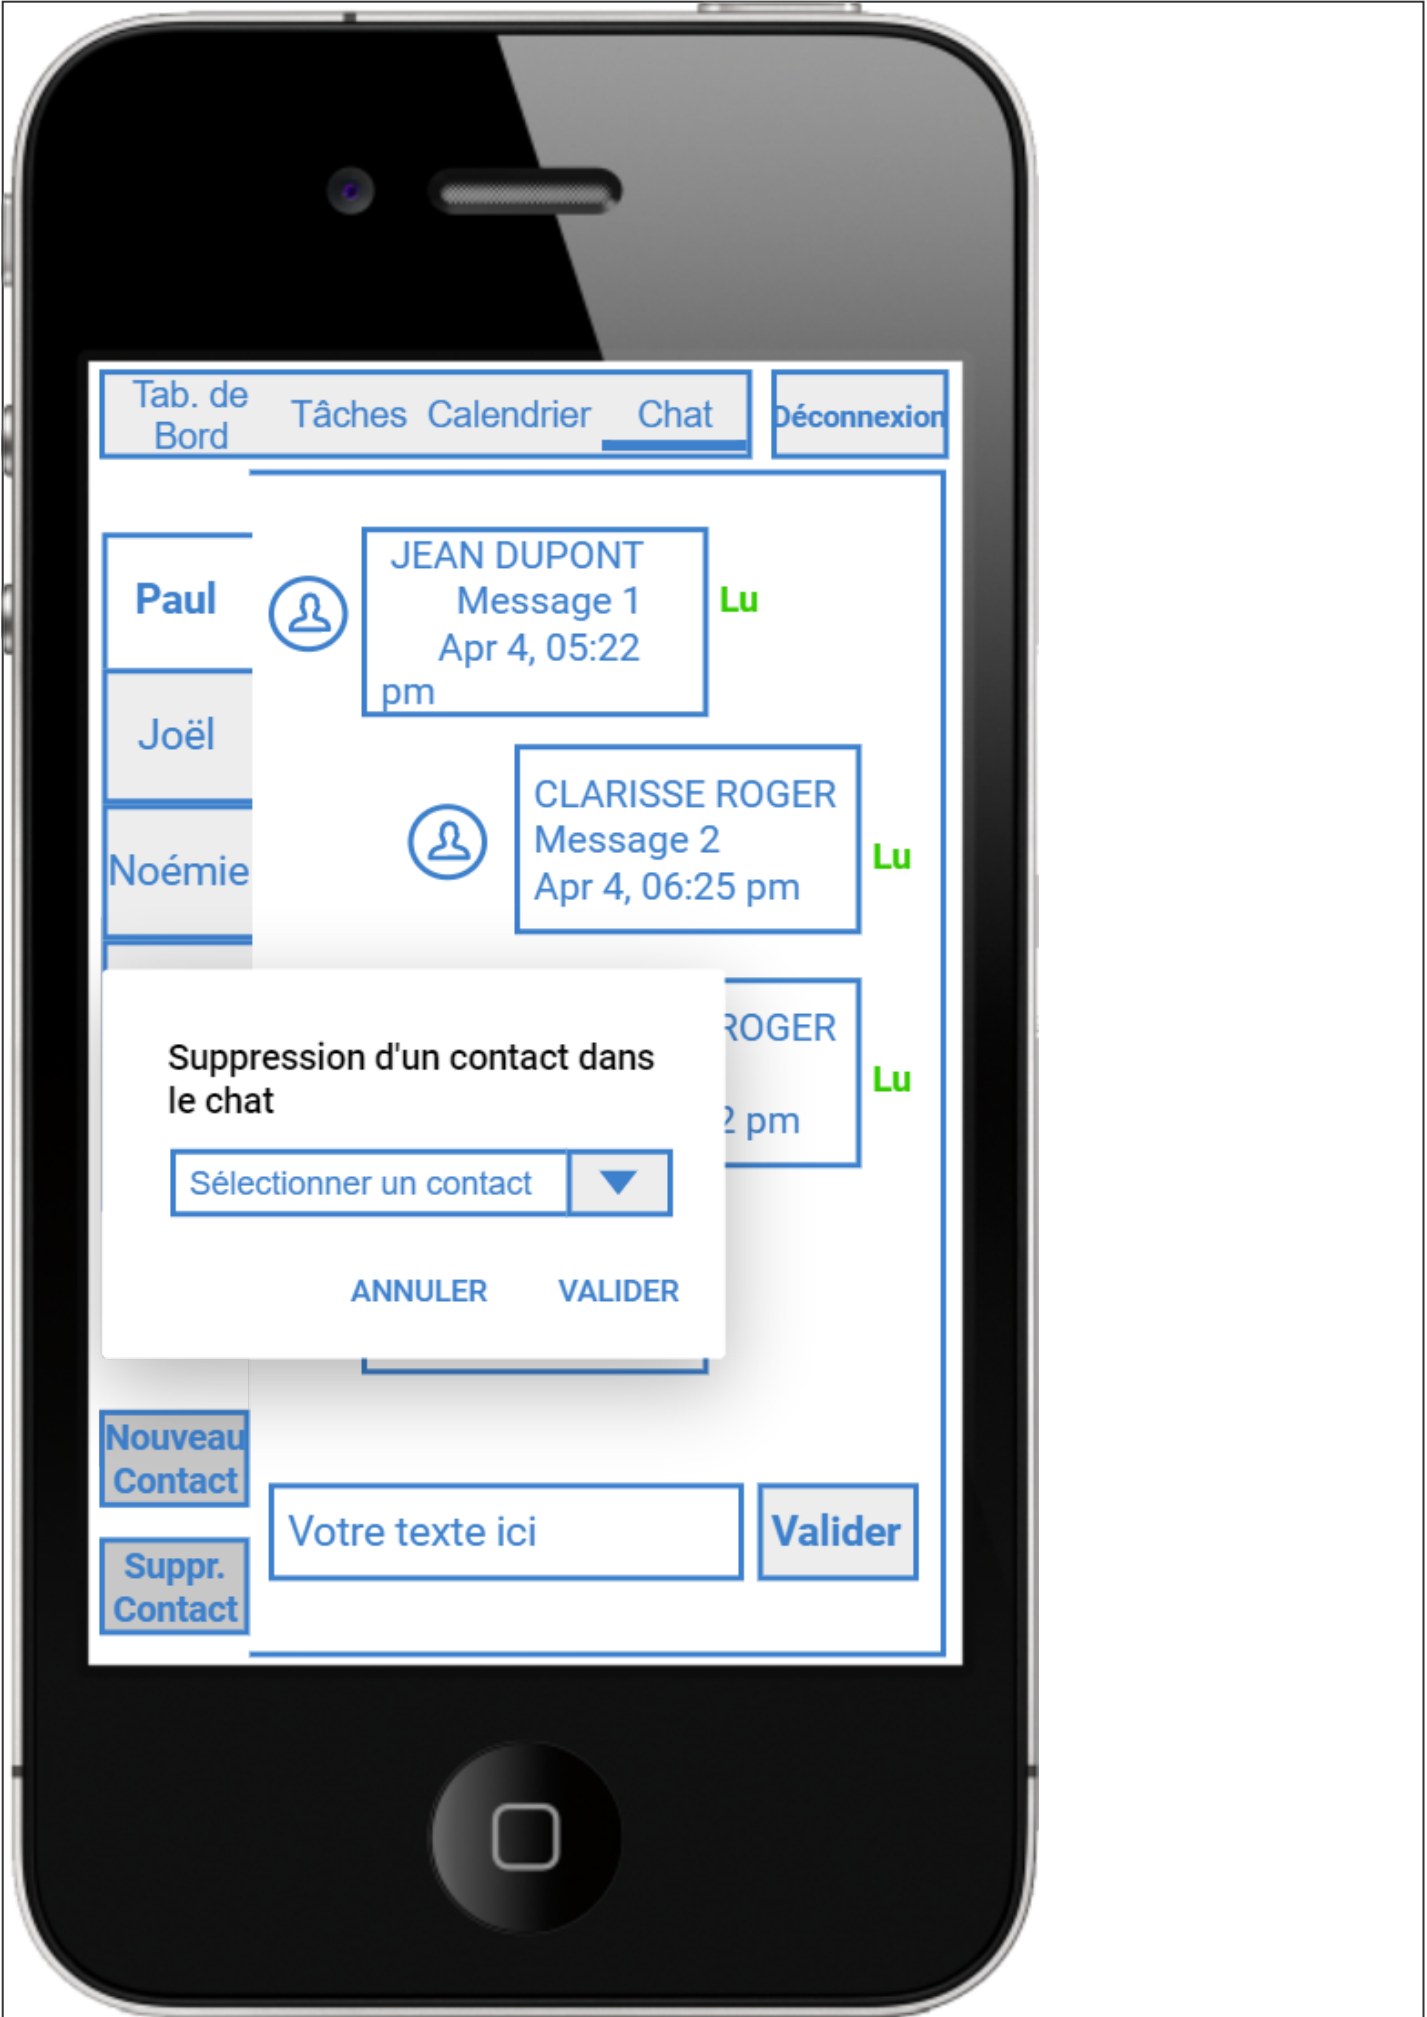 Tab. de
Bord
Tâches
Calendrier
Chat
Déconnexion
Paul
Joël
Noémie
JEAN DUPONT
Message 1
Apr 4, 05:22
pm
Lu
CLARISSE ROGER
Message 2
Apr 4, 06:25 pm
Lu
ROGER
2 pm
Lu
Suppression d'un contact dans
le chat
Sélectionner un contact
ANNULER
VALIDER
Nouveau
Contact
Suppr.
Contact
Votre texte ici
Valider